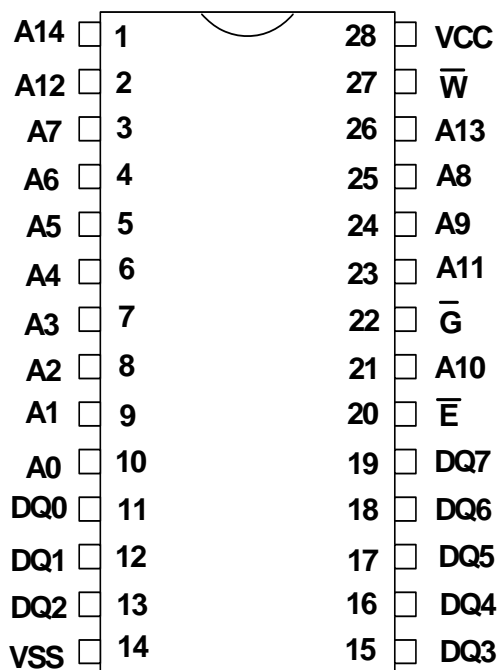 A14 1 28 VCC
A12 2 27 W̅
A7 3 26 A13
A6 4 25 A8
A5 5 24 A9
A4 6 23 A11
A3 7 22 G̅
A2 8 21 A10
A1 9 20 E̅
A0 10 19 DQ7
DQ0 11 18 DQ6
DQ1 12 17 DQ5
DQ2 13 16 DQ4
VSS 14 15 DQ3